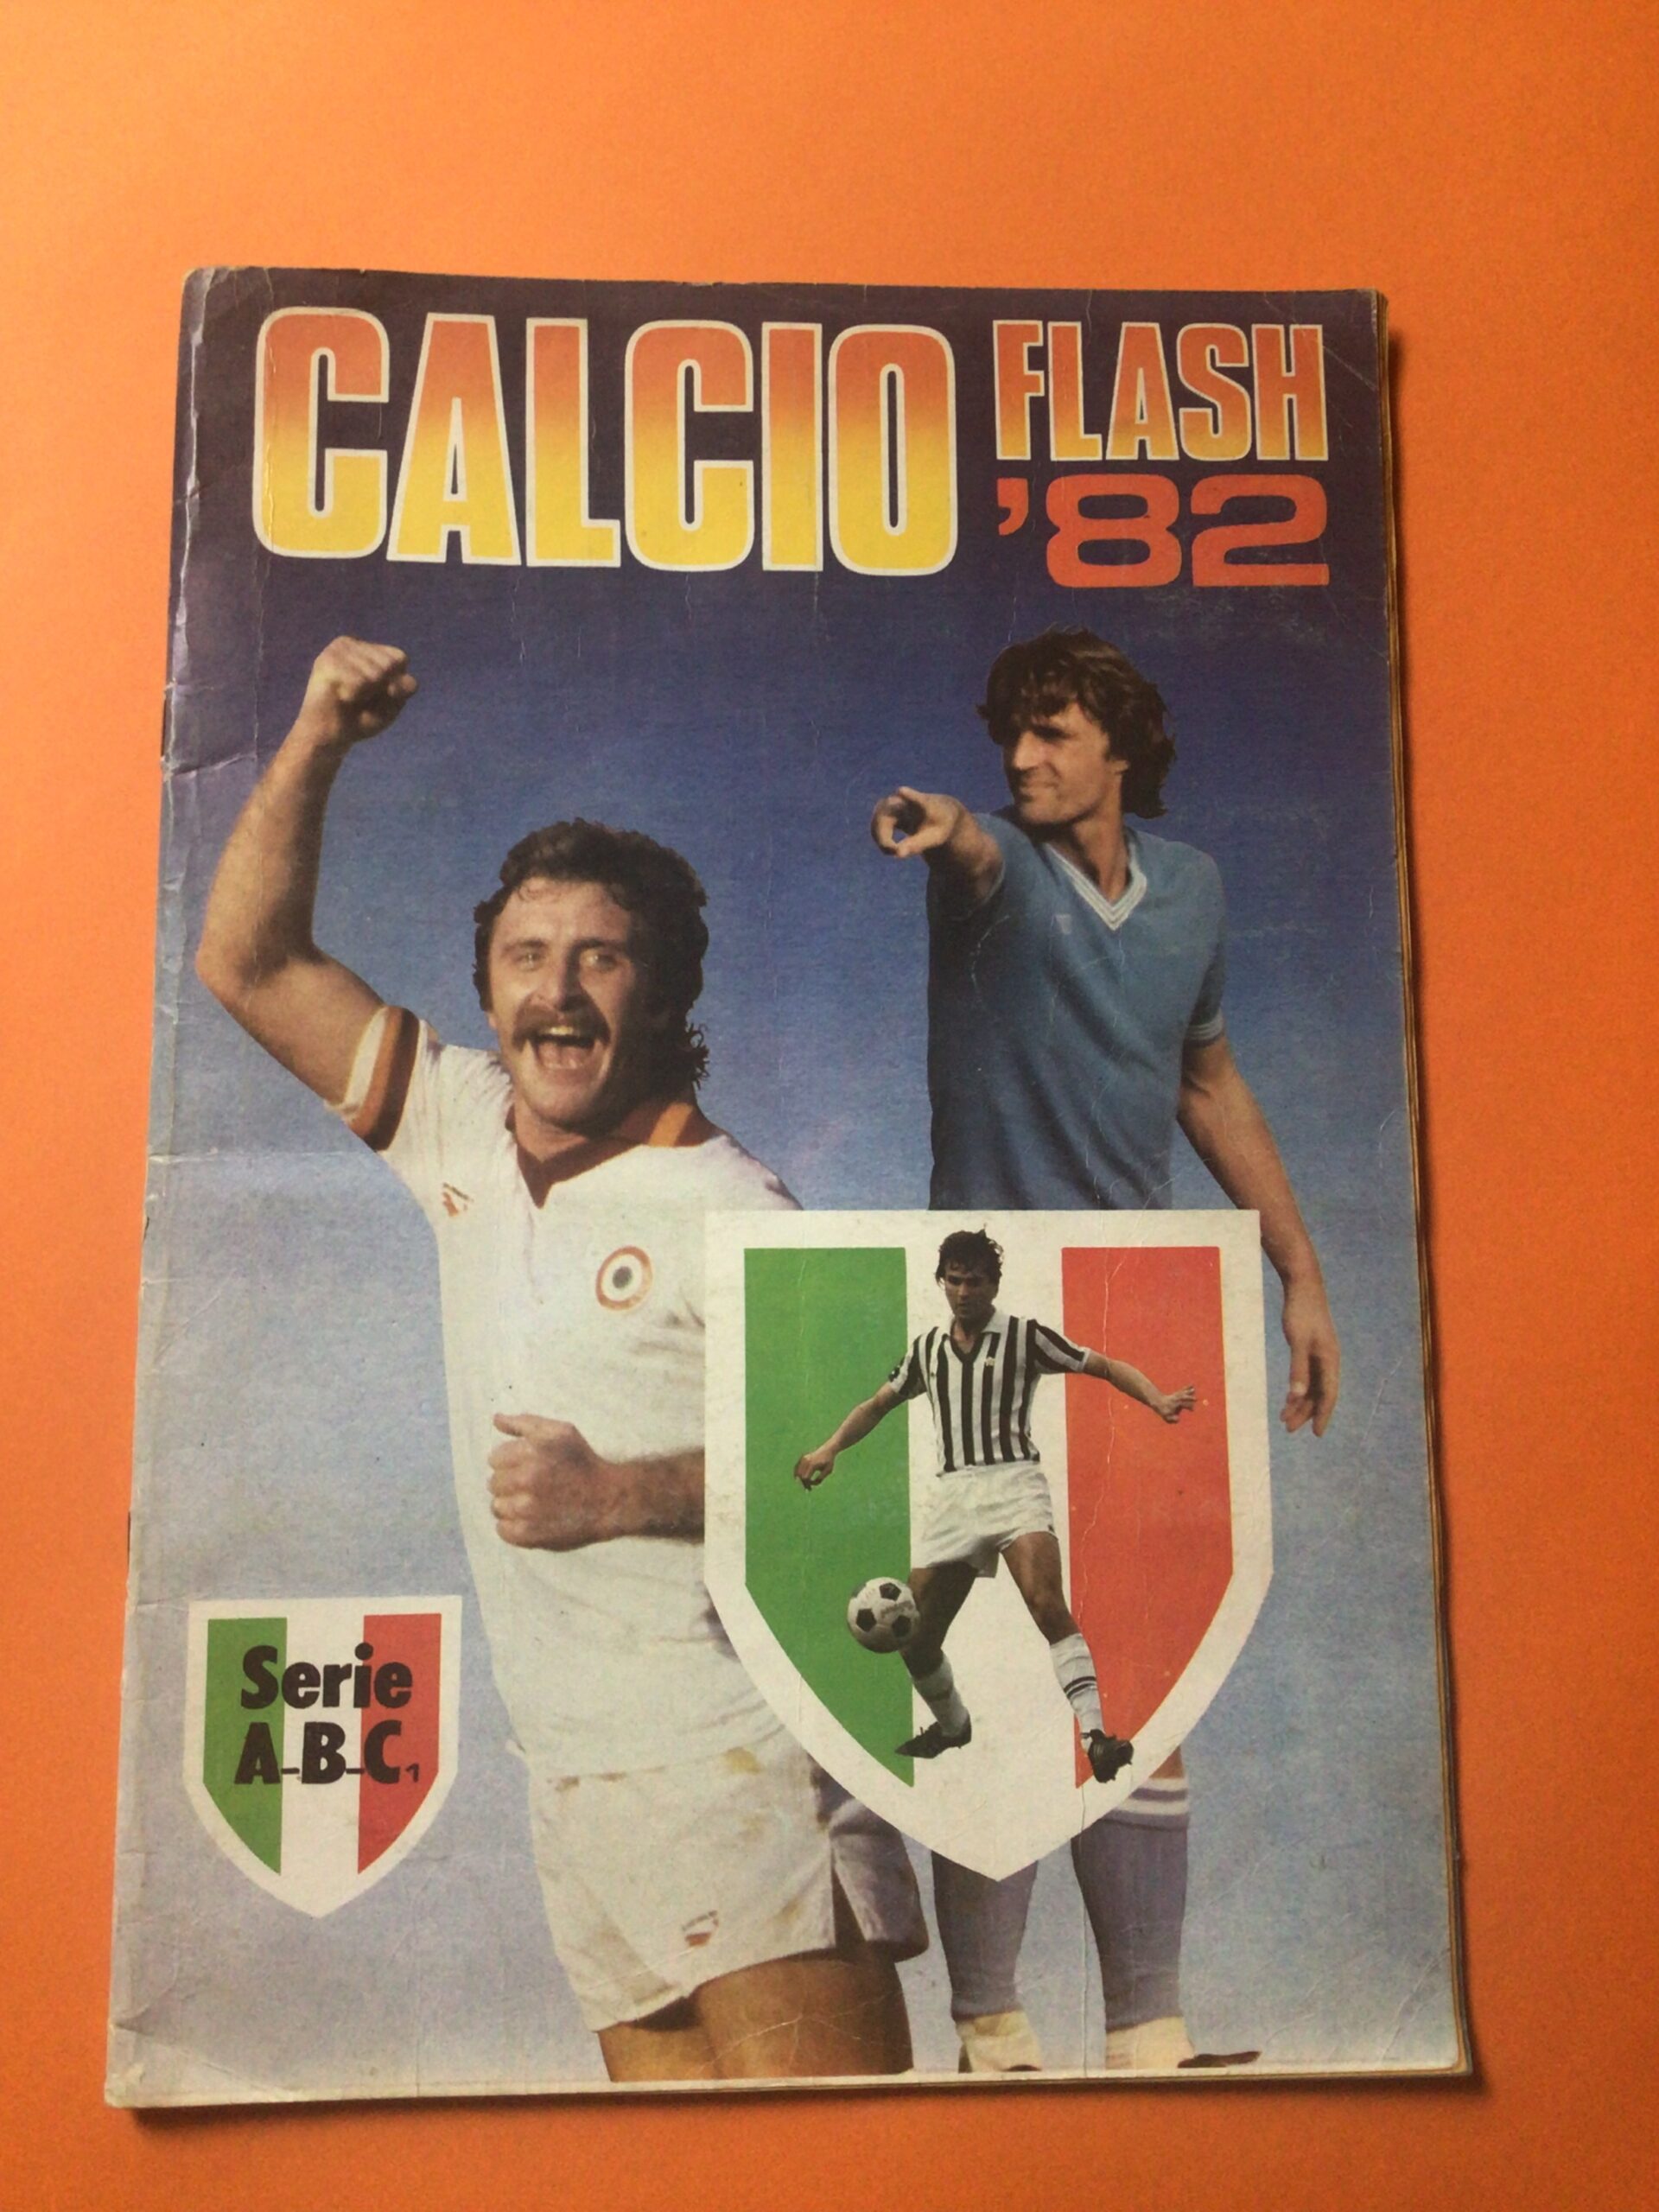 CALCIO FLASH
'82
Serie
A-B-C1